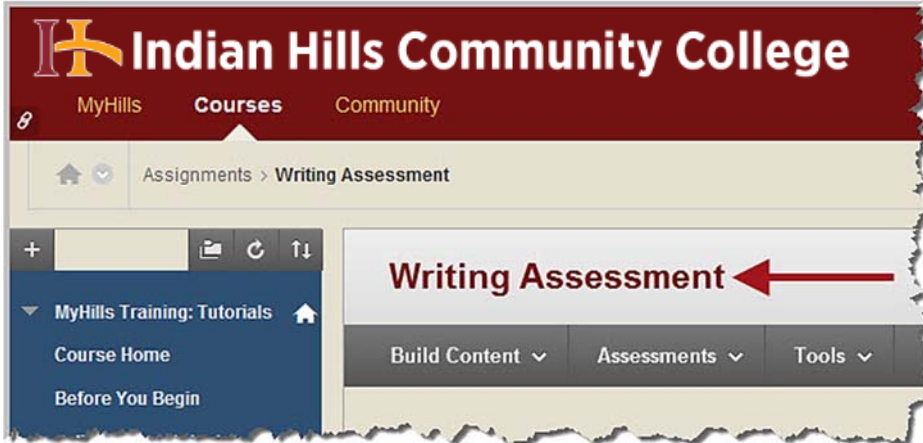 Indian Hills Community College
MyHills Courses Community
Assignments > Writing Assessment
Writing Assessment
MyHills Training: Tutorials
Course Home
Before You Begin
Build Content Assessments Tools